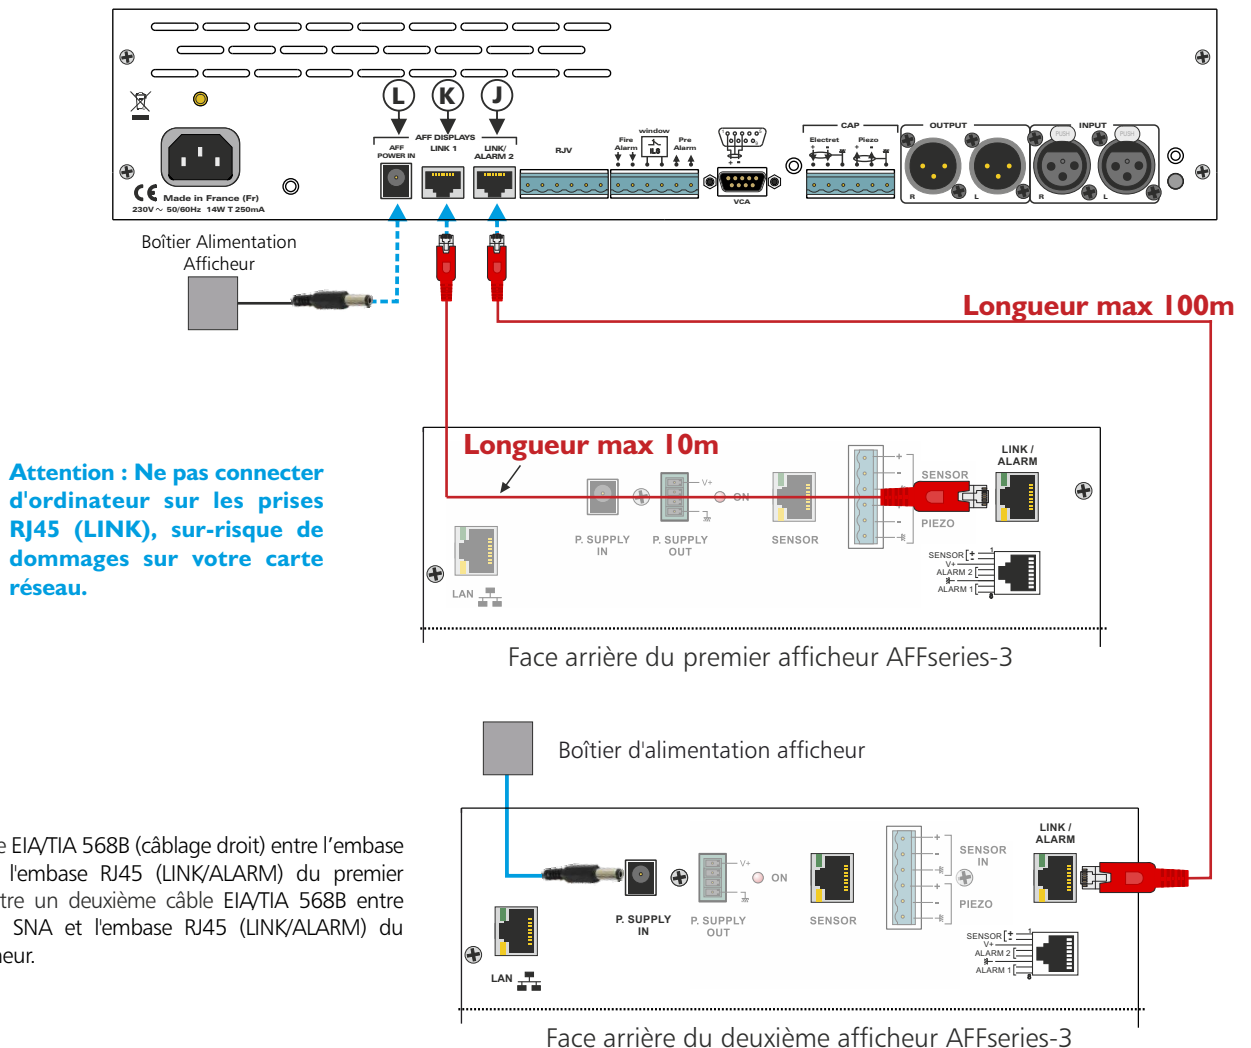 L K J
AFF DISPLAYS
AFF
POWER IN
LINK 1
LINK/
ALARM 2
RJV
Fire
Alarm
window
Pre
Alarm
VCA
CAP
Electret
Piezo
+ -
+ -
OUTPUT
R
L
INPUT
PUSH
PUSH
R
L
CE Made in France (Fr)
230V ~ 50/60Hz 14W T 250mA
Boîtier Alimentation
Afficheur
Longueur max 100m
Longueur max 10m
Attention : Ne pas connecter
d'ordinateur sur les prises
RJ45 (LINK), sur-risque de
dommages sur votre carte
réseau.
LAN
P. SUPPLY
IN
V+
-
P. SUPPLY
OUT
ON
SENSOR
+
-
SENSOR
-
PIEZO
LINK /
ALARM
SENSOR [+ -
V+
ALARM 2
ALARM 1
1
8
Face arrière du premier afficheur AFFseries-3
Boîtier d'alimentation afficheur
e EIA/TIA 568B (câblage droit) entre l'embase
l'embase RJ45 (LINK/ALARM) du premier
tre un deuxième câble EIA/TIA 568B entre
SNA et l'embase RJ45 (LINK/ALARM) du
eur.
LAN
P. SUPPLY
IN
V+
-
P. SUPPLY
OUT
ON
SENSOR
+
-
SENSOR
IN
+
-
PIEZO
LINK /
ALARM
SENSOR [+ -
V+
ALARM 2
ALARM 1
1
8
Face arrière du deuxième afficheur AFFseries-3